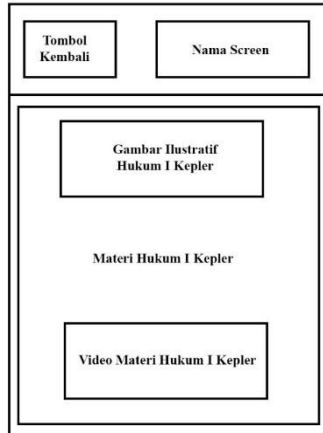 Tombol
Kembali
Nama Screen
Gambar Ilustratif
Hukum I Kepler
Materi Hukum I Kepler
Video Materi Hukum I Kepler